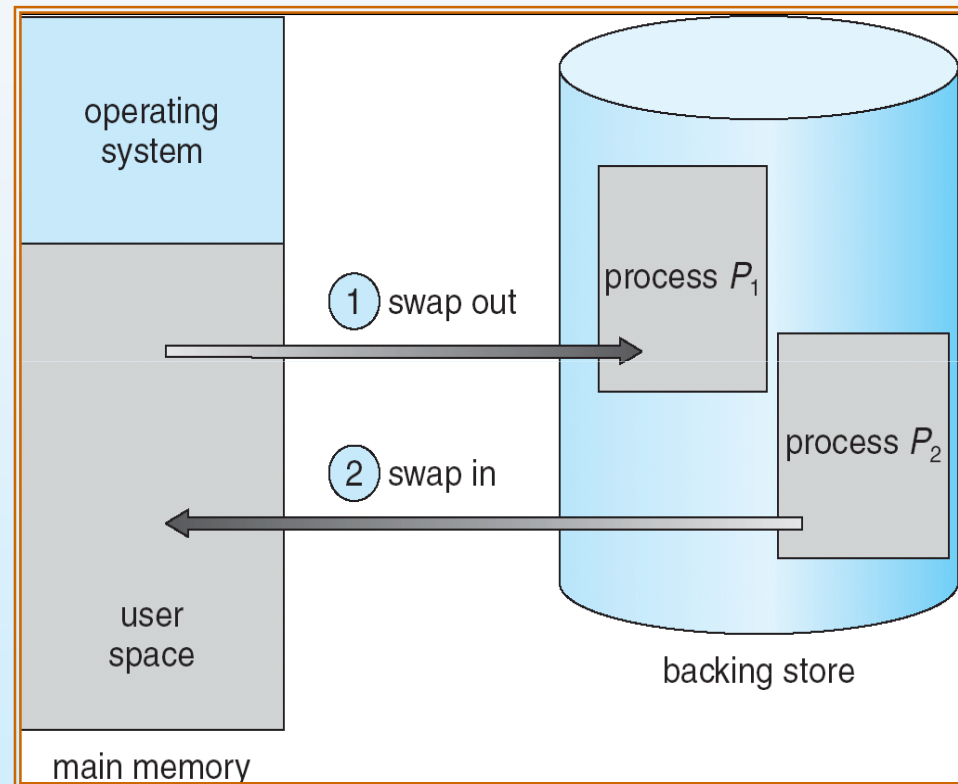 operating
system
1 swap out
process P₁
process P₂
2 swap in
user
space
backing store
main memory